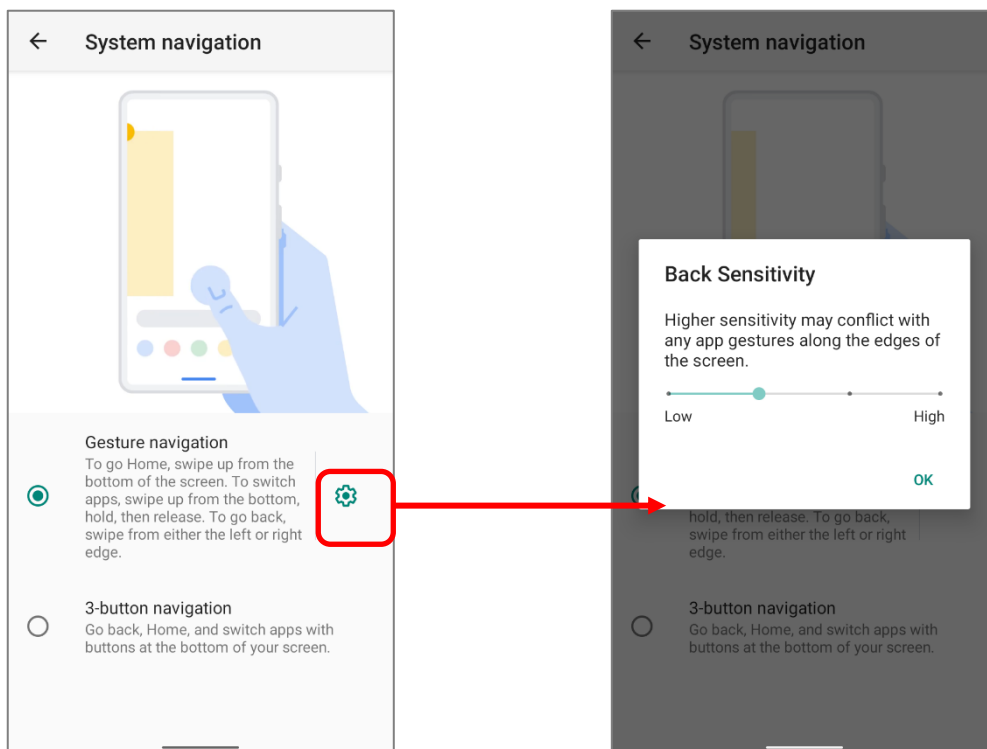 System navigation
Gesture navigation
To go Home, swipe up from the
bottom of the screen. To switch
apps, swipe up from the bottom,
hold, then release. To go back,
swipe from either the left or right
edge.
3-button navigation
Go back, Home, and switch apps with
buttons at the bottom of your screen.
System navigation
Back Sensitivity
Higher sensitivity may conflict with
any app gestures along the edges of
the screen.
Low
High
OK
hold, then release. To go back,
swipe from either the left or right
edge.
3-button navigation
Go back, Home, and switch apps with
buttons at the bottom of your screen.